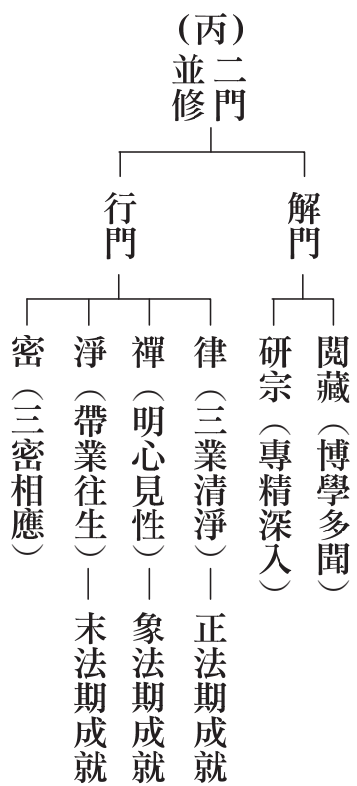 (丙)
二門
並修
解門
閱藏(博學多聞)
研宗(專精深入)
行門
律(三業清淨)—正法期成就
禪(明心見性)—象法期成就
淨(帶業往生)—末法期成就
密(三密相應)